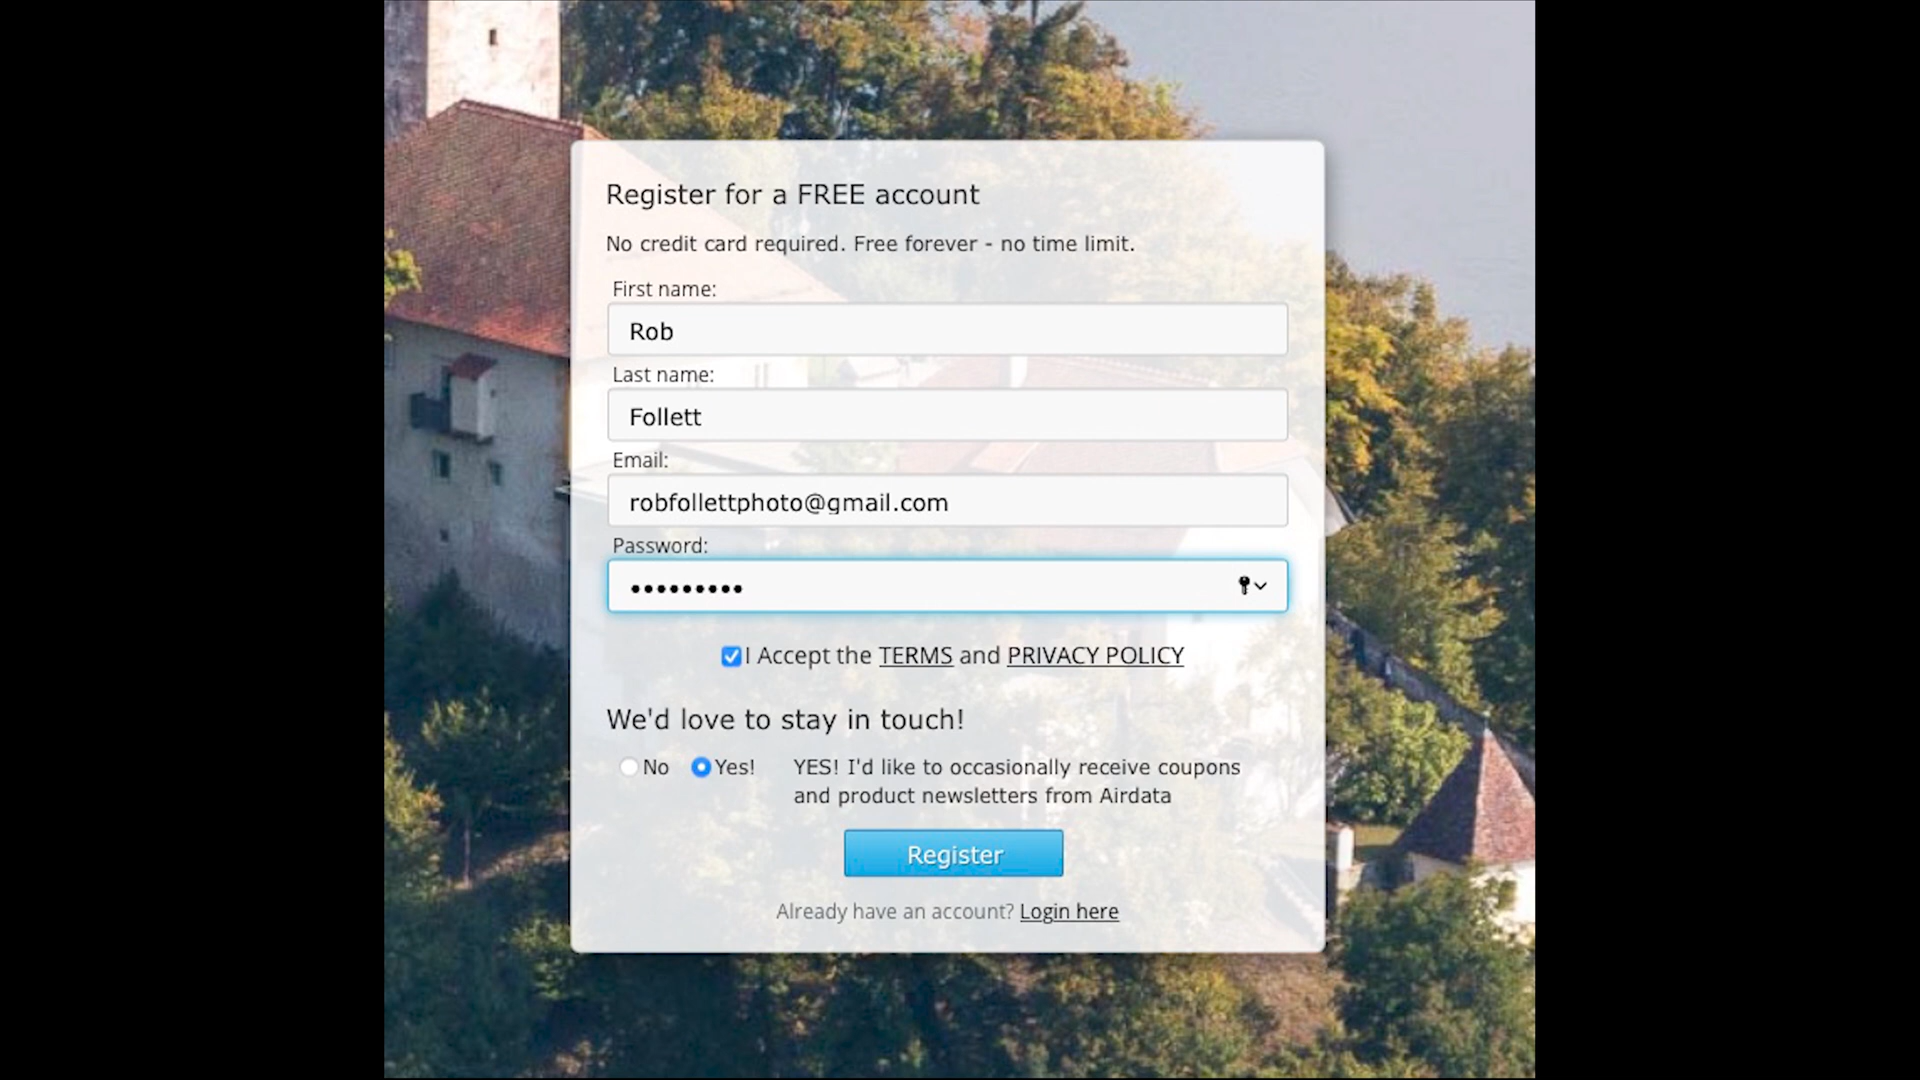 Register for a FREE account
No credit card required. Free forever - no time limit.
First name:
Rob
Last name:
Follett
Email:
robfollettphoto@gmail.com
Password:
•••••••••
I Accept the TERMS and PRIVACY POLICY
We'd love to stay in touch!
No Yes! YES! I'd like to occasionally receive coupons
and product newsletters from Airdata
Register
Already have an account? Login here